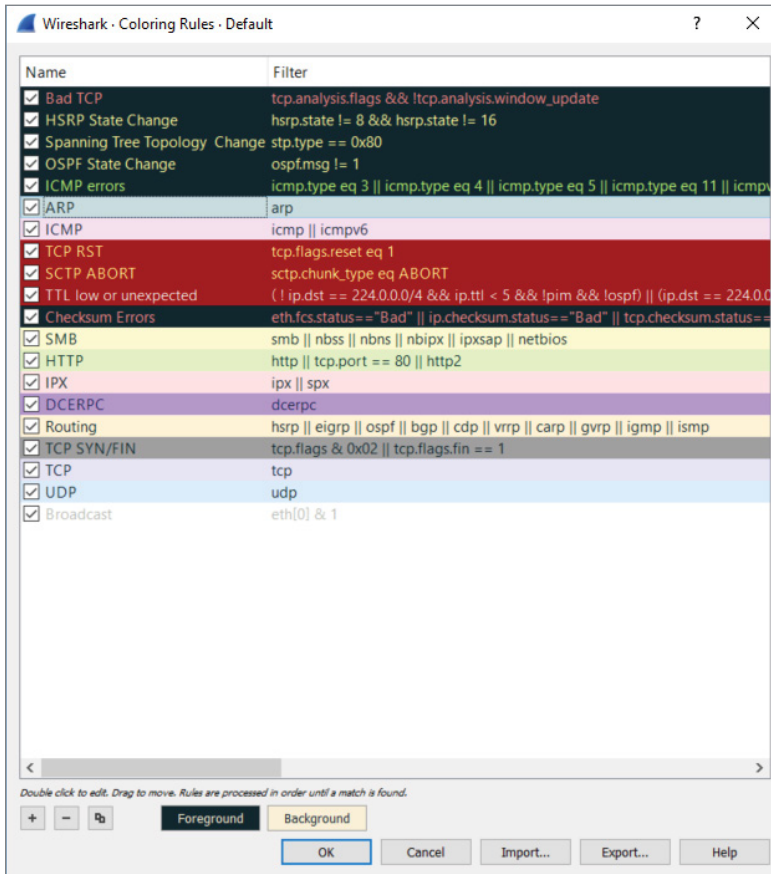 Wireshark · Coloring Rules · Default
Name Filter
Bad TCP tcp.analysis.flags && !tcp.analysis.window_update
HSRP State Change hsrp.state != 8 && hsrp.state != 16
Spanning Tree Topology Change stp.type == 0x80
OSPF State Change ospf.msg != 1
ICMP errors icmp.type eq 3 || icmp.type eq 4 || icmp.type eq 5 || icmp.type eq 11 || icmpv
ARP arp
ICMP icmp || icmpv6
TCP RST tcp.flags.reset eq 1
SCTP ABORT sctp.chunk_type eq ABORT
TTL low or unexpected ( ! ip.dst == 224.0.0.0/4 && ip.ttl < 5 && !pim && !ospf) || (ip.dst == 224.0.0
Checksum Errors eth.fcs.status=="Bad" || ip.checksum.status=="Bad" || tcp.checksum.status==
SMB smb || nbss || nbns || nbipx || ipxsap || netbios
HTTP http || tcp.port == 80 || http2
IPX ipx || spx
DCERPC dcerpc
Routing hsrp || eigrp || ospf || bgp || cdp || vrrp || carp || gvrp || igmp || ismp
TCP SYN/FIN tcp.flags & 0x02 || tcp.flags.fin == 1
TCP tcp
UDP udp
Broadcast eth[0] & 1
Double click to edit. Drag to move. Rules are processed in order until a match is found.
Foreground Background
OK Cancel Import... Export... Help